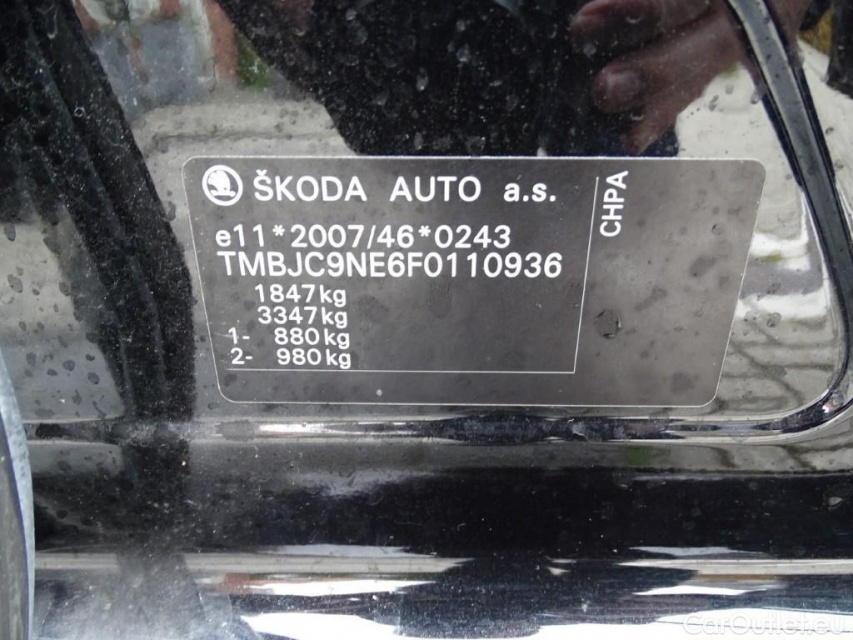 ŠKODA AUTO a.s.
CHPA
e11*2007/46*0243
TMBJC9NE6F0110936
1847kg
3347kg
1- 880kg
2- 980kg
CarOutlet.eu